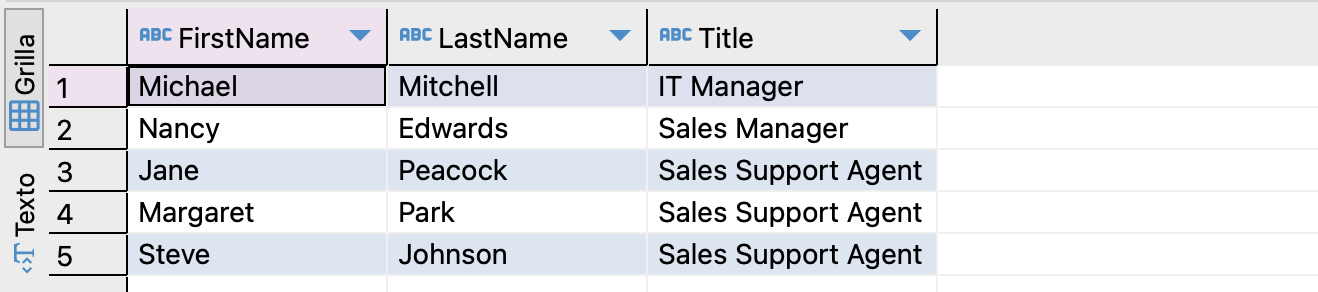 Grilla
Texto
ABC FirstName ABC LastName ABC Title
1 Michael Mitchell IT Manager
2 Nancy Edwards Sales Manager
3 Jane Peacock Sales Support Agent
4 Margaret Park Sales Support Agent
5 Steve Johnson Sales Support Agent